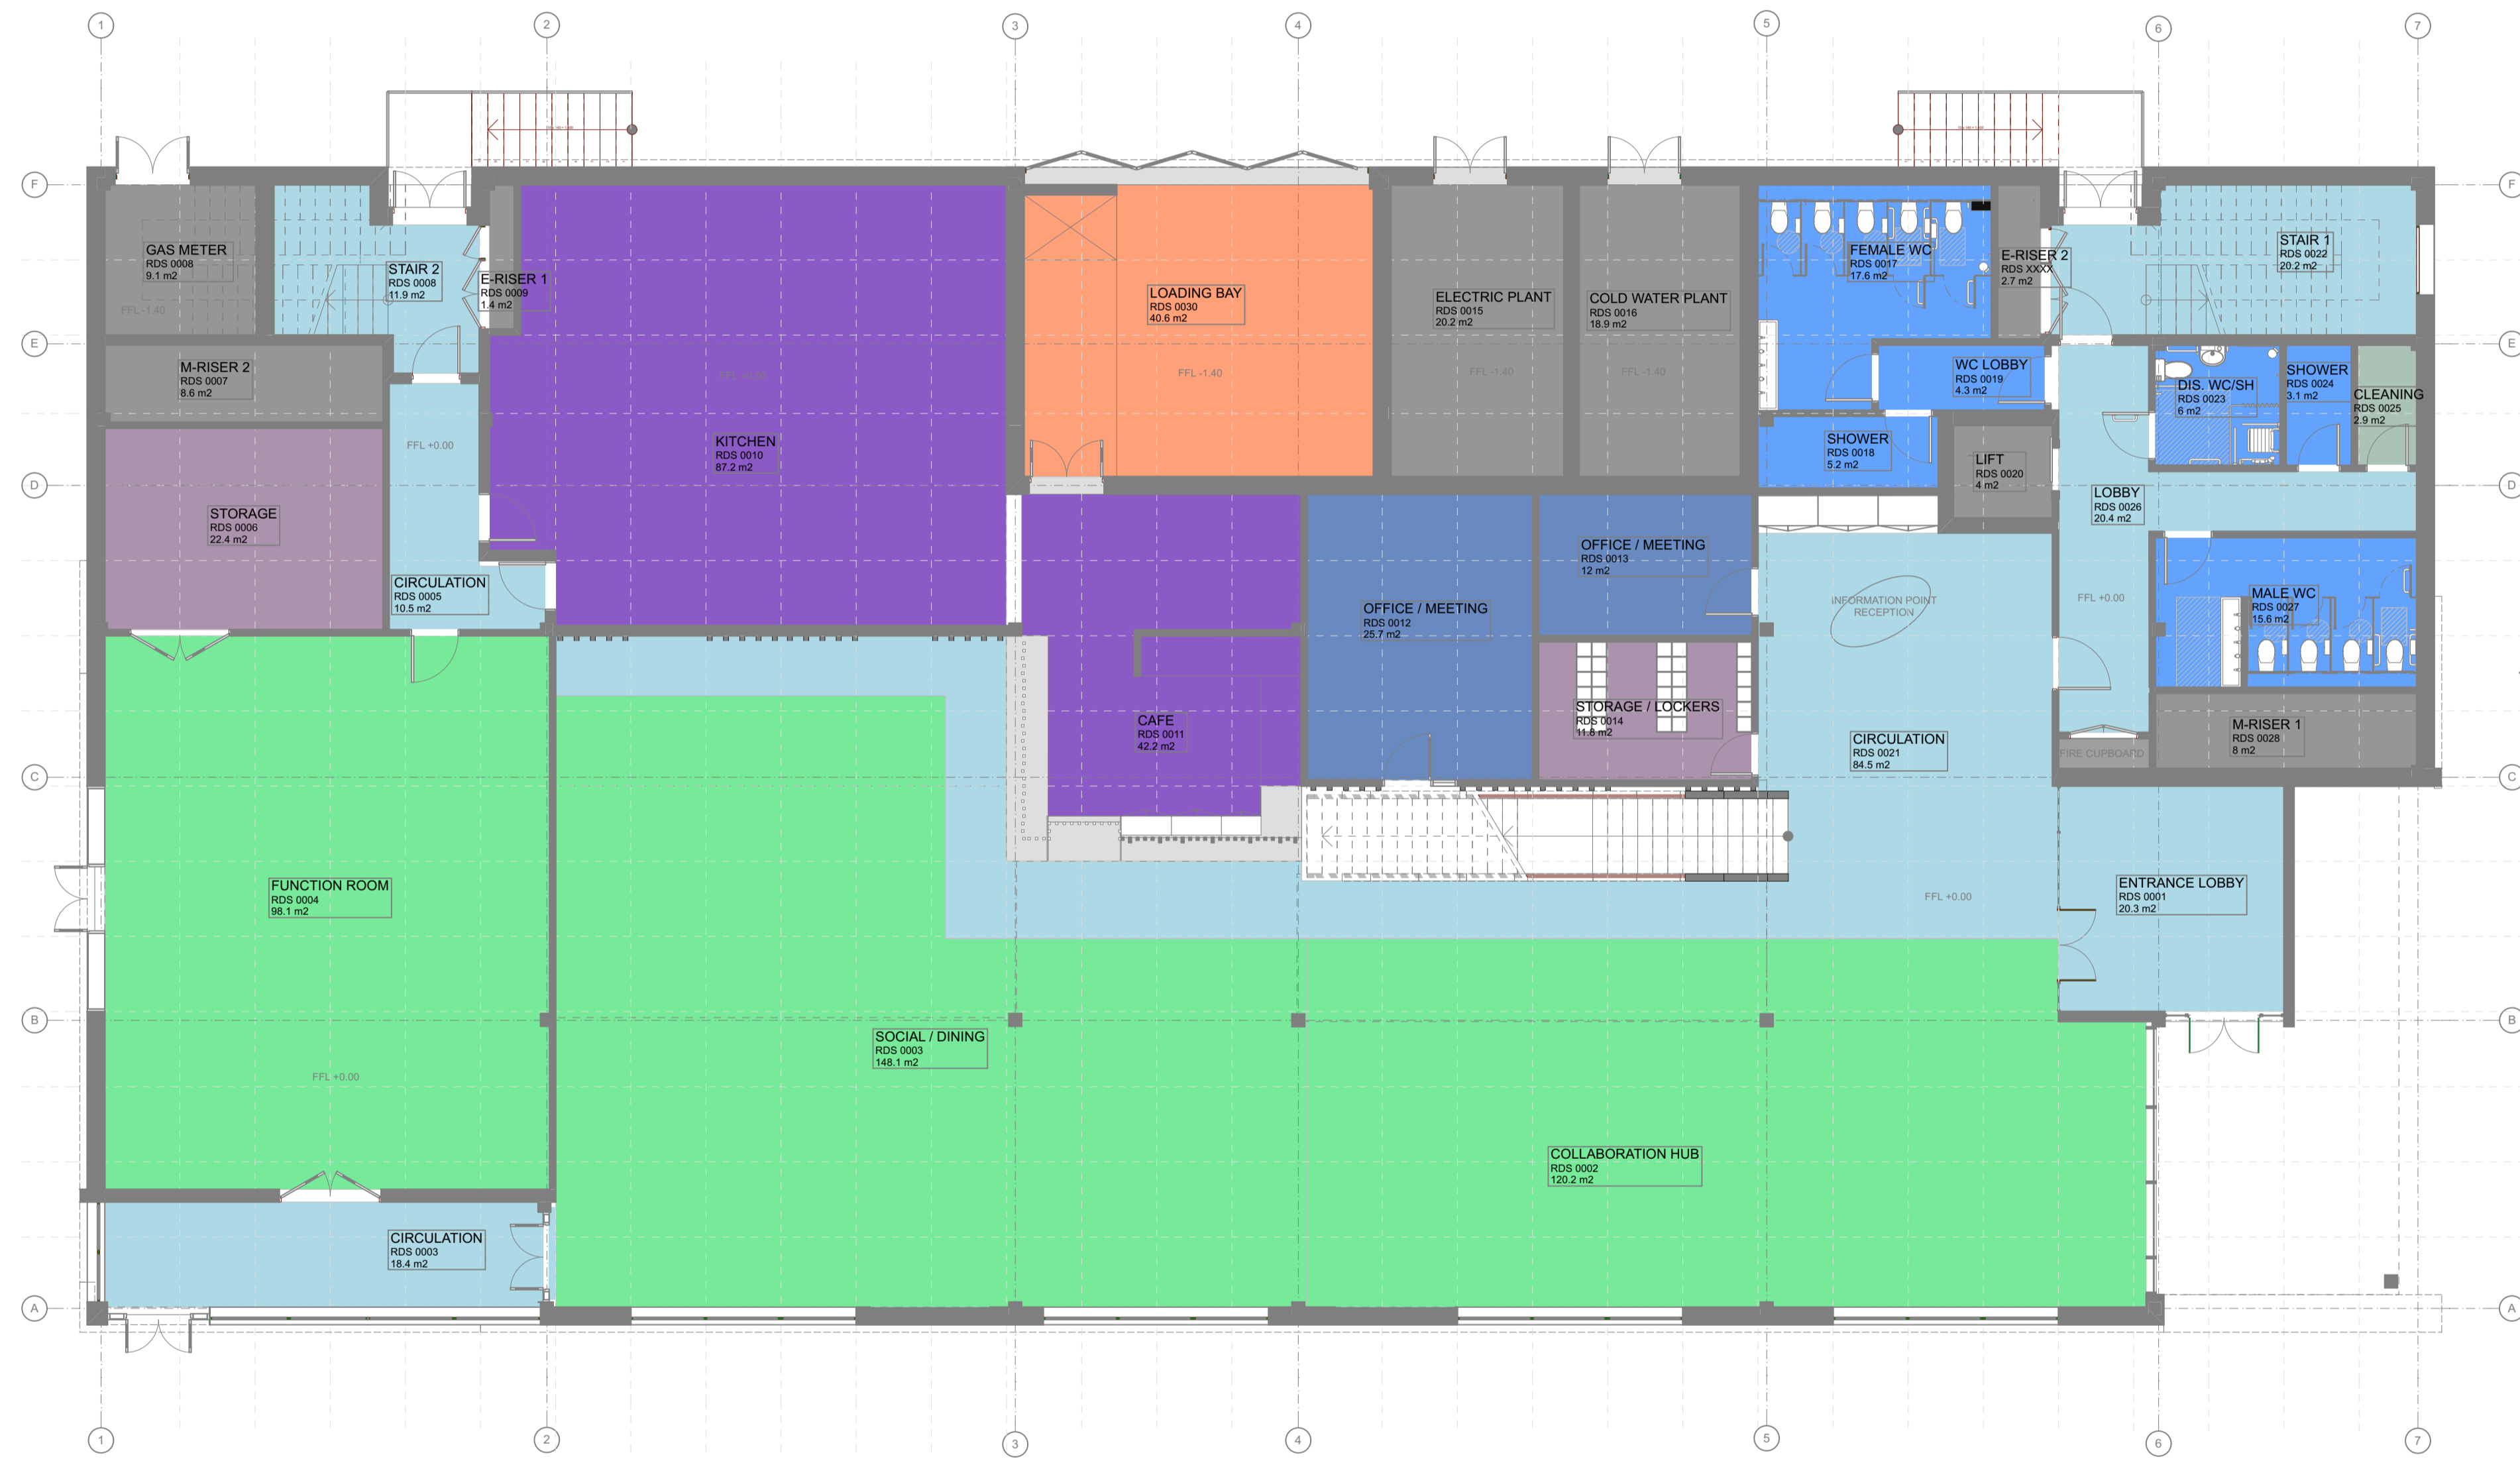 1
2
3
4
5
6
7
F
F
GAS METER
RDS 0008
9.1 m2
FFL -1.40
STAIR 2
RDS 0008
11.9 m2
E-RISER 1
RDS 0009
1.4 m2
LOADING BAY
RDS 0030
40.6 m2
FFL -1.40
ELECTRIC PLANT
RDS 0015
20.2 m2
FFL -1.40
COLD WATER PLANT
RDS 0016
18.9 m2
FFL -1.40
FEMALE WC
RDS 0017
17.6 m2
E-RISER 2
RDS XXXX
2.7 m2
STAIR 1
RDS 0022
20.2 m2
E
E
M-RISER 2
RDS 0007
8.6 m2
WC LOBBY
RDS 0019
4.3 m2
DIS. WC/SH
RDS 0023
6 m2
SHOWER
RDS 0024
3.1 m2
CLEANING
RDS 0025
2.9 m2
FFL +0.00
KITCHEN
RDS 0010
87.2 m2
SHOWER
RDS 0018
5.2 m2
LIFT
RDS 0020
4 m2
D
D
STORAGE
RDS 0006
22.4 m2
LOBBY
RDS 0026
20.4 m2
CIRCULATION
RDS 0005
10.5 m2
OFFICE / MEETING
RDS 0012
25.7 m2
OFFICE / MEETING
RDS 0013
12 m2
INFORMATION POINT
RECEPTION
FFL +0.00
MALE WC
RDS 0027
15.6 m2
CAFE
RDS 0011
42.2 m2
STORAGE / LOCKERS
RDS 0014
11.8 m2
CIRCULATION
RDS 0021
84.5 m2
FIRE CUPBOARD
M-RISER 1
RDS 0028
8 m2
C
C
FUNCTION ROOM
RDS 0004
98.1 m2
FFL +0.00
ENTRANCE LOBBY
RDS 0001
20.3 m2
B
B
SOCIAL / DINING
RDS 0003
148.1 m2
FFL +0.00
COLLABORATION HUB
RDS 0002
120.2 m2
CIRCULATION
RDS 0003
18.4 m2
A
A
1
2
3
4
5
6
7